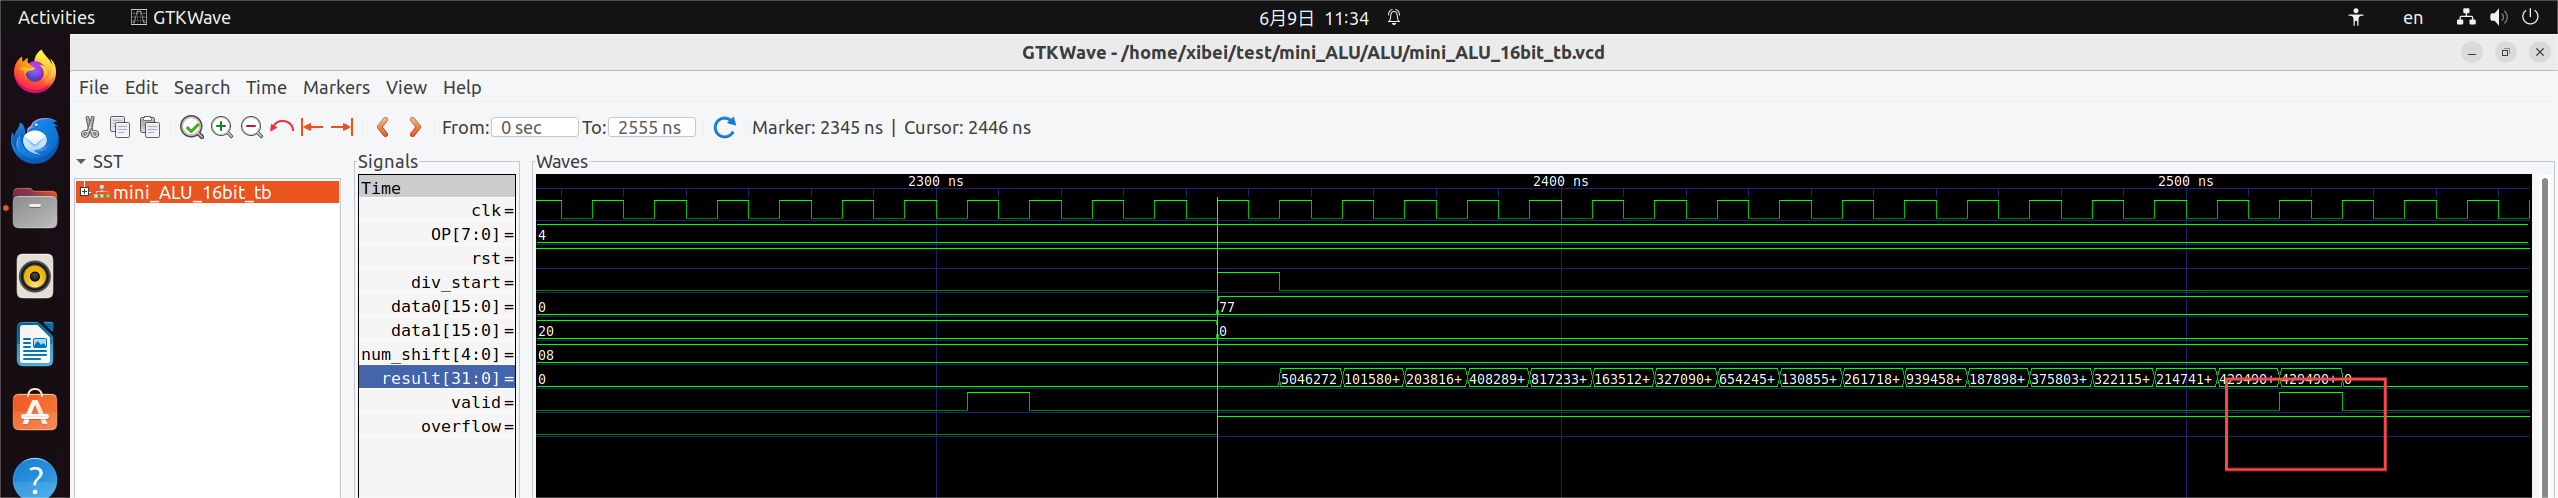 Activities GTKWave 6月9日 11:34 en
GTKWave - /home/xibei/test/mini_ALU/ALU/mini_ALU_16bit_tb.vcd
File Edit Search Time Markers View Help
From: 0 sec To: 2555 ns Marker: 2345 ns | Cursor: 2446 ns
SST
mini_ALU_16bit_tb
Signals
Waves
Time 2300 ns 2400 ns 2500 ns
clk =
OP[7:0] = 4
rst =
div_start =
data0[15:0] = 0 77
data1[15:0] = 20 0
num_shift[4:0] = 08
result[31:0] = 0 5046272 101580+ 203816+ 408289+ 817233+ 163512+ 327090+ 654245+ 130855+ 261718+ 939458+ 187898+ 375803+ 322115+ 214741+ 429490+ 429490+ 0
valid =
overflow =